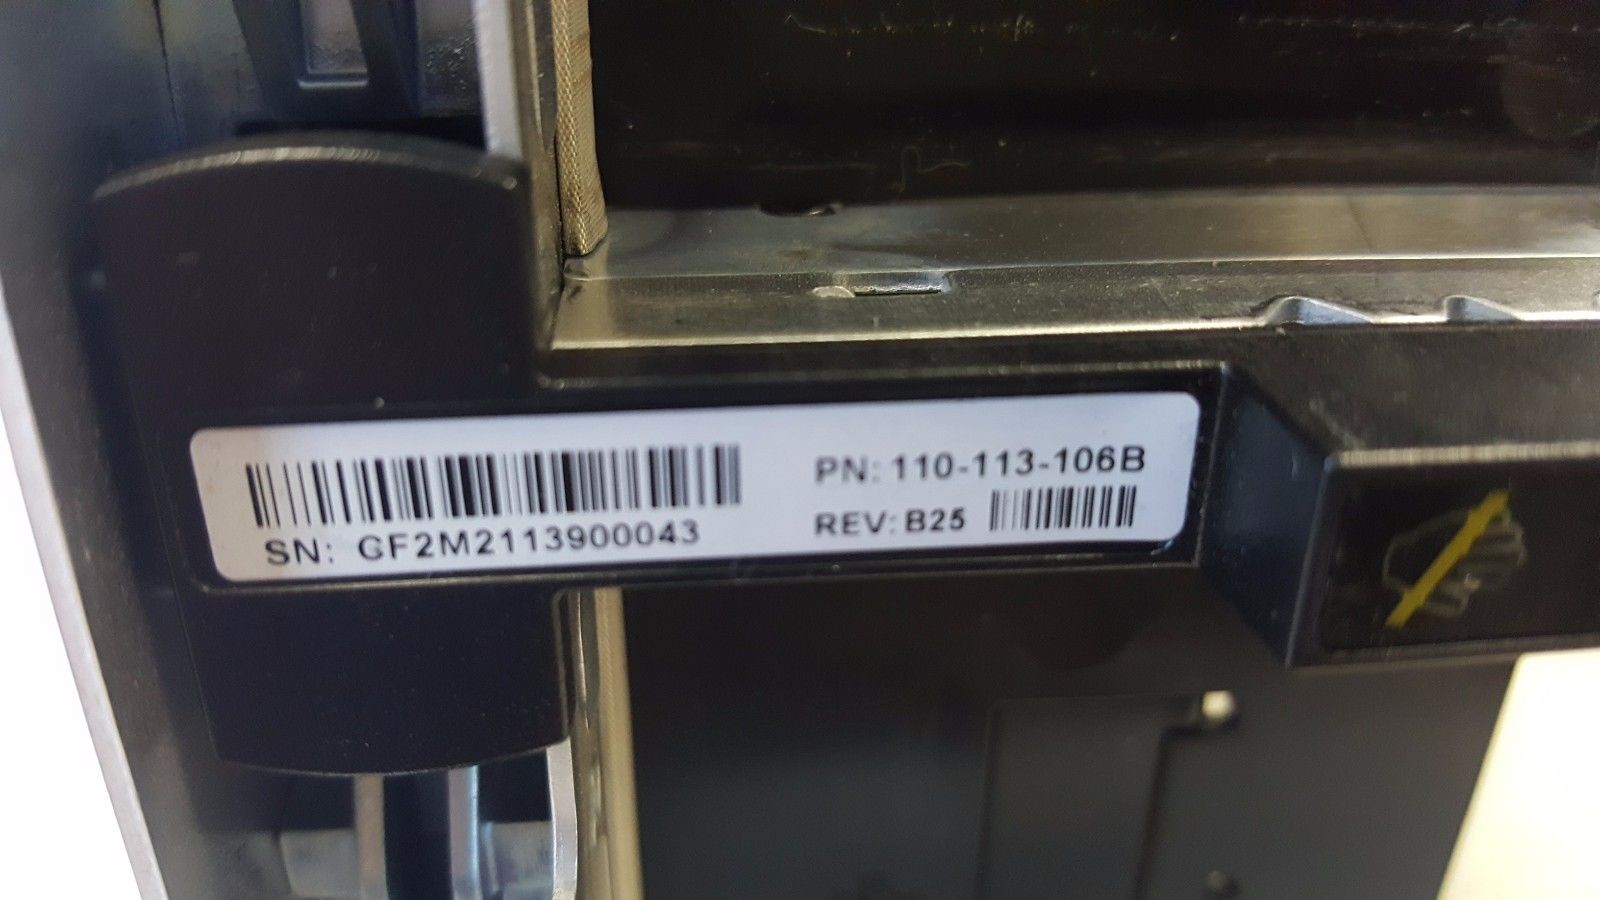 PN: 110-113-106B
SN: GF2M2113900043
REV: B25